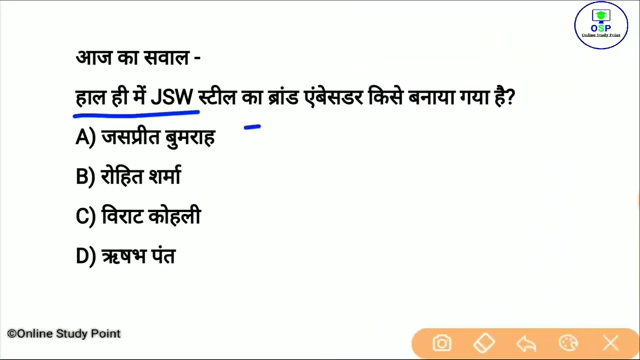 OSP
Online Study Point
आज का सवाल -
हाल ही में JSW स्टील का ब्रांड एंबेसडर किसे बनाया गया है?
A) जसप्रीत बुमराह
B) रोहित शर्मा
C) विराट कोहली
D) ऋषभ पंत
©Online Study Point